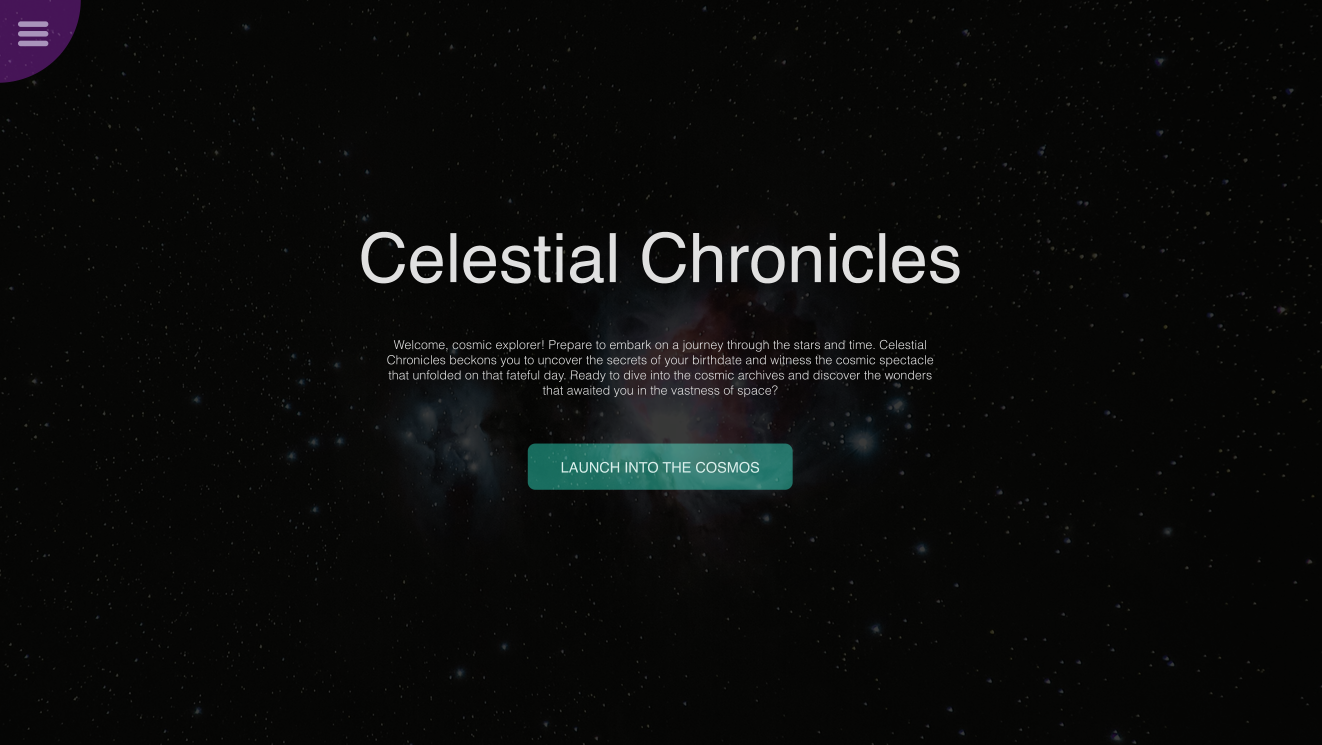 Celestial Chronicles
Welcome, cosmic explorer! Prepare to embark on a journey through the stars and time. Celestial
Chronicles beckons you to uncover the secrets of your birthdate and witness the cosmic spectacle
that unfolded on that fateful day. Ready to dive into the cosmic archives and discover the wonders
that awaited you in the vastness of space?
LAUNCH INTO THE COSMOS